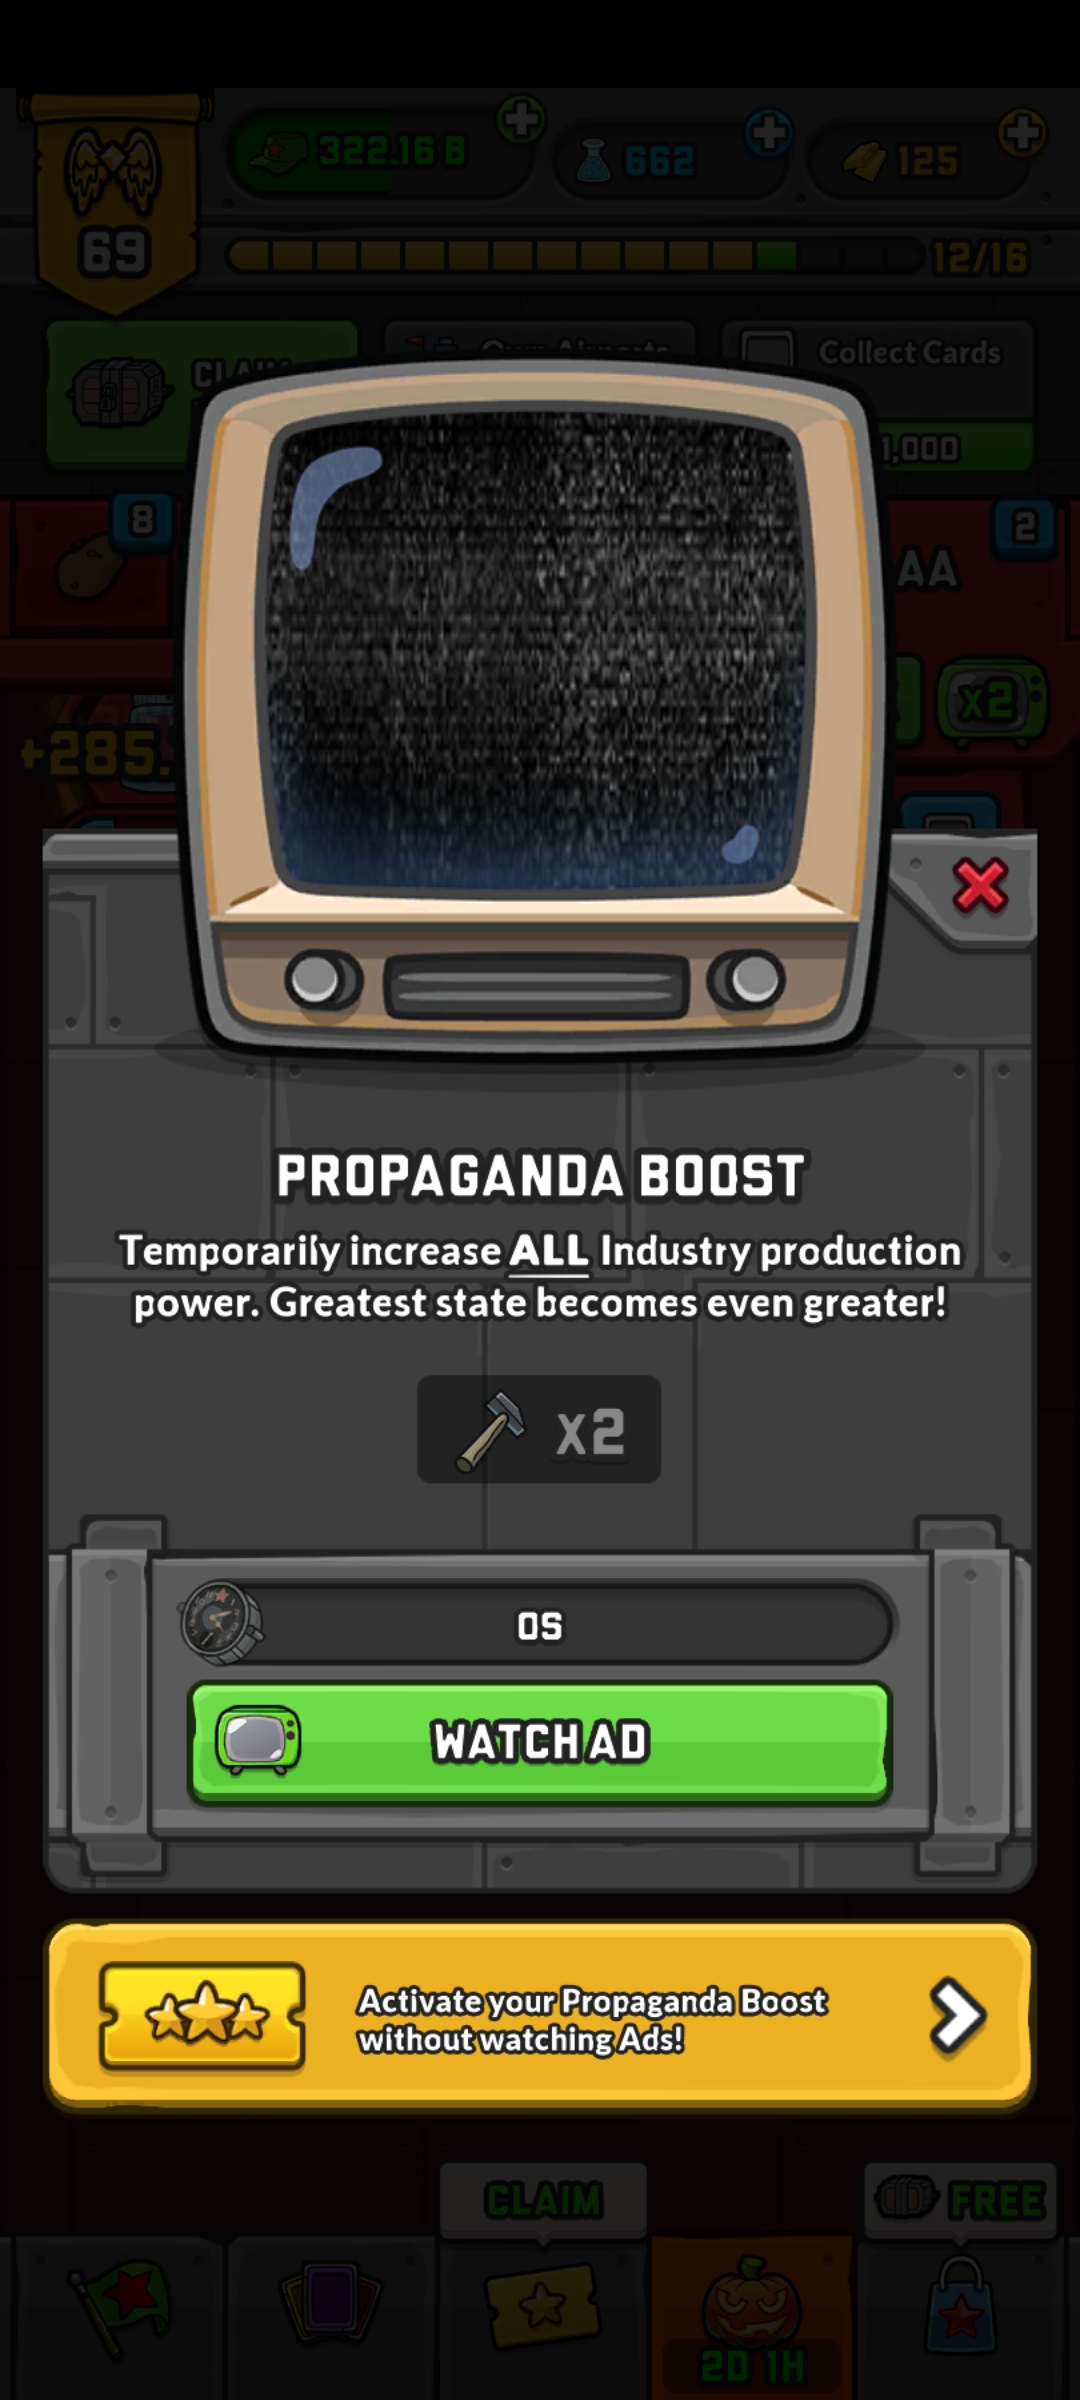 322.16 B
662
125
69
12/16
Collect Cards
1,000
8
2
AA
x2
+285.
PROPAGANDA BOOST
Temporarily increase ALL Industry production
power. Greatest state becomes even greater!
X2
0S
WATCH AD
Activate your Propaganda Boost
without watching Ads!
CLAIM
FREE
2D 1H